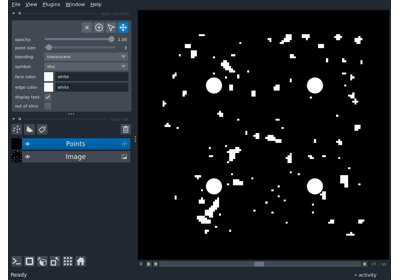 File View Plugins Window Help
opacity: 1.00
point size: 3
blending: translucent
symbol: disc
face color: white
edge color: white
display text: ✓
out of slice:
Points
Image
Ready
activity